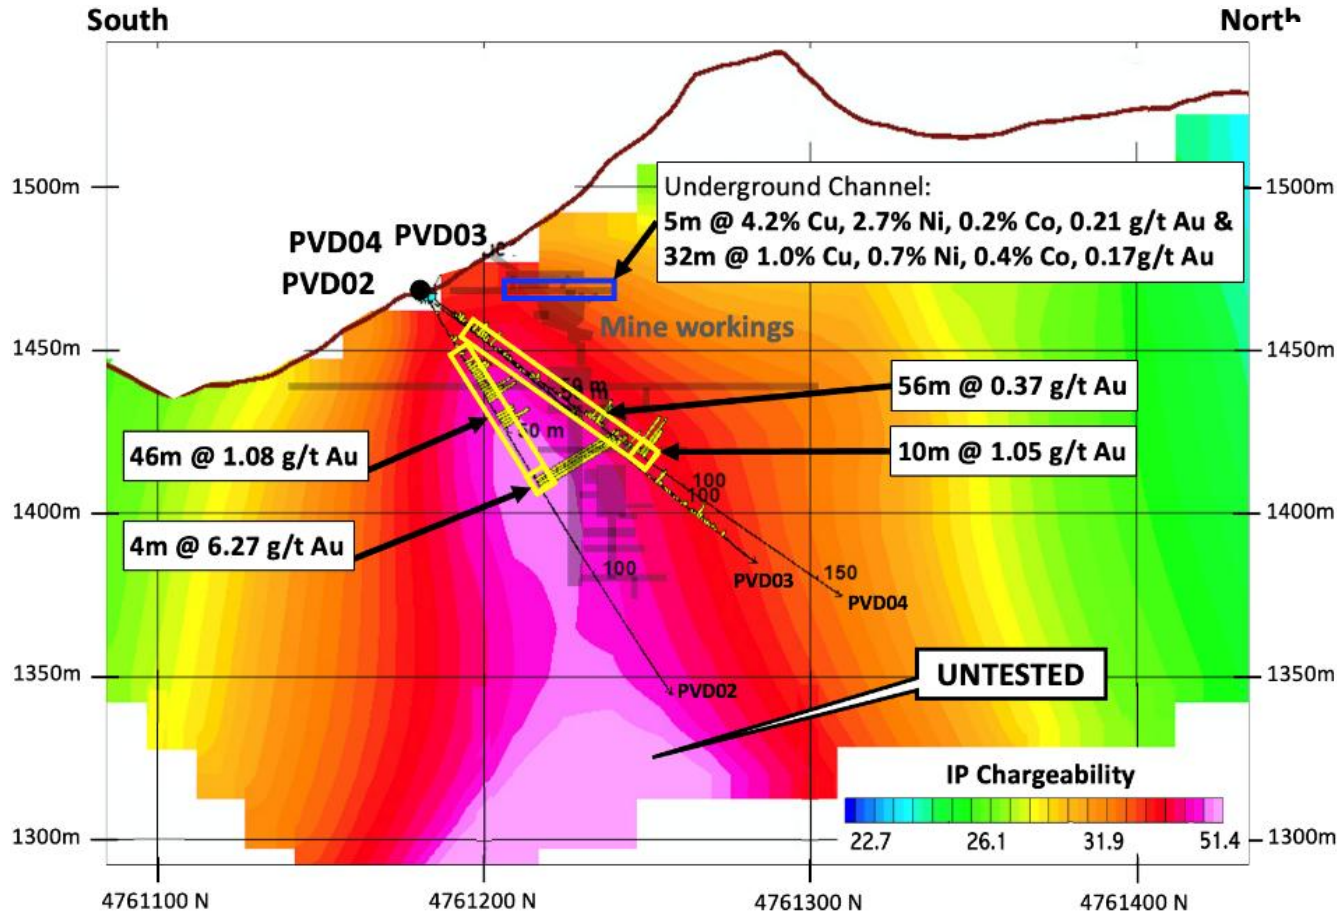 South
North
1500m
1500m
Underground Channel:
5m @ 4.2% Cu, 2.7% Ni, 0.2% Co, 0.21 g/t Au &
32m @ 1.0% Cu, 0.7% Ni, 0.4% Co, 0.17g/t Au
PVD04 PVD03
PVD02
Mine workings
1450m
1450m
56m @ 0.37 g/t Au
50 m
46m @ 1.08 g/t Au
10m @ 1.05 g/t Au
100
100
1400m
1400m
4m @ 6.27 g/t Au
100
PVD03
150
PVD04
1350m
1350m
PVD02
UNTESTED
IP Chargeability
22.7 26.1 31.9 51.4
1300m
1300m
4761100 N 4761200 N 4761300 N 4761400 N